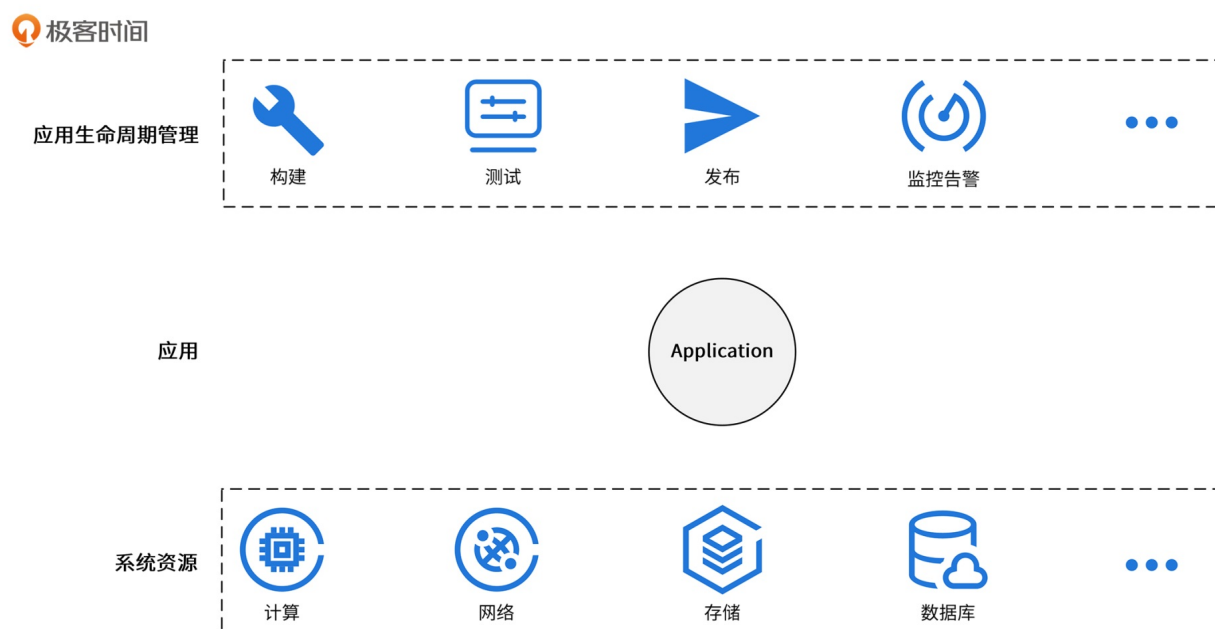 极客时间
应用生命周期管理
构建
测试
发布
监控告警
应用
Application
系统资源
计算
网络
存储
数据库